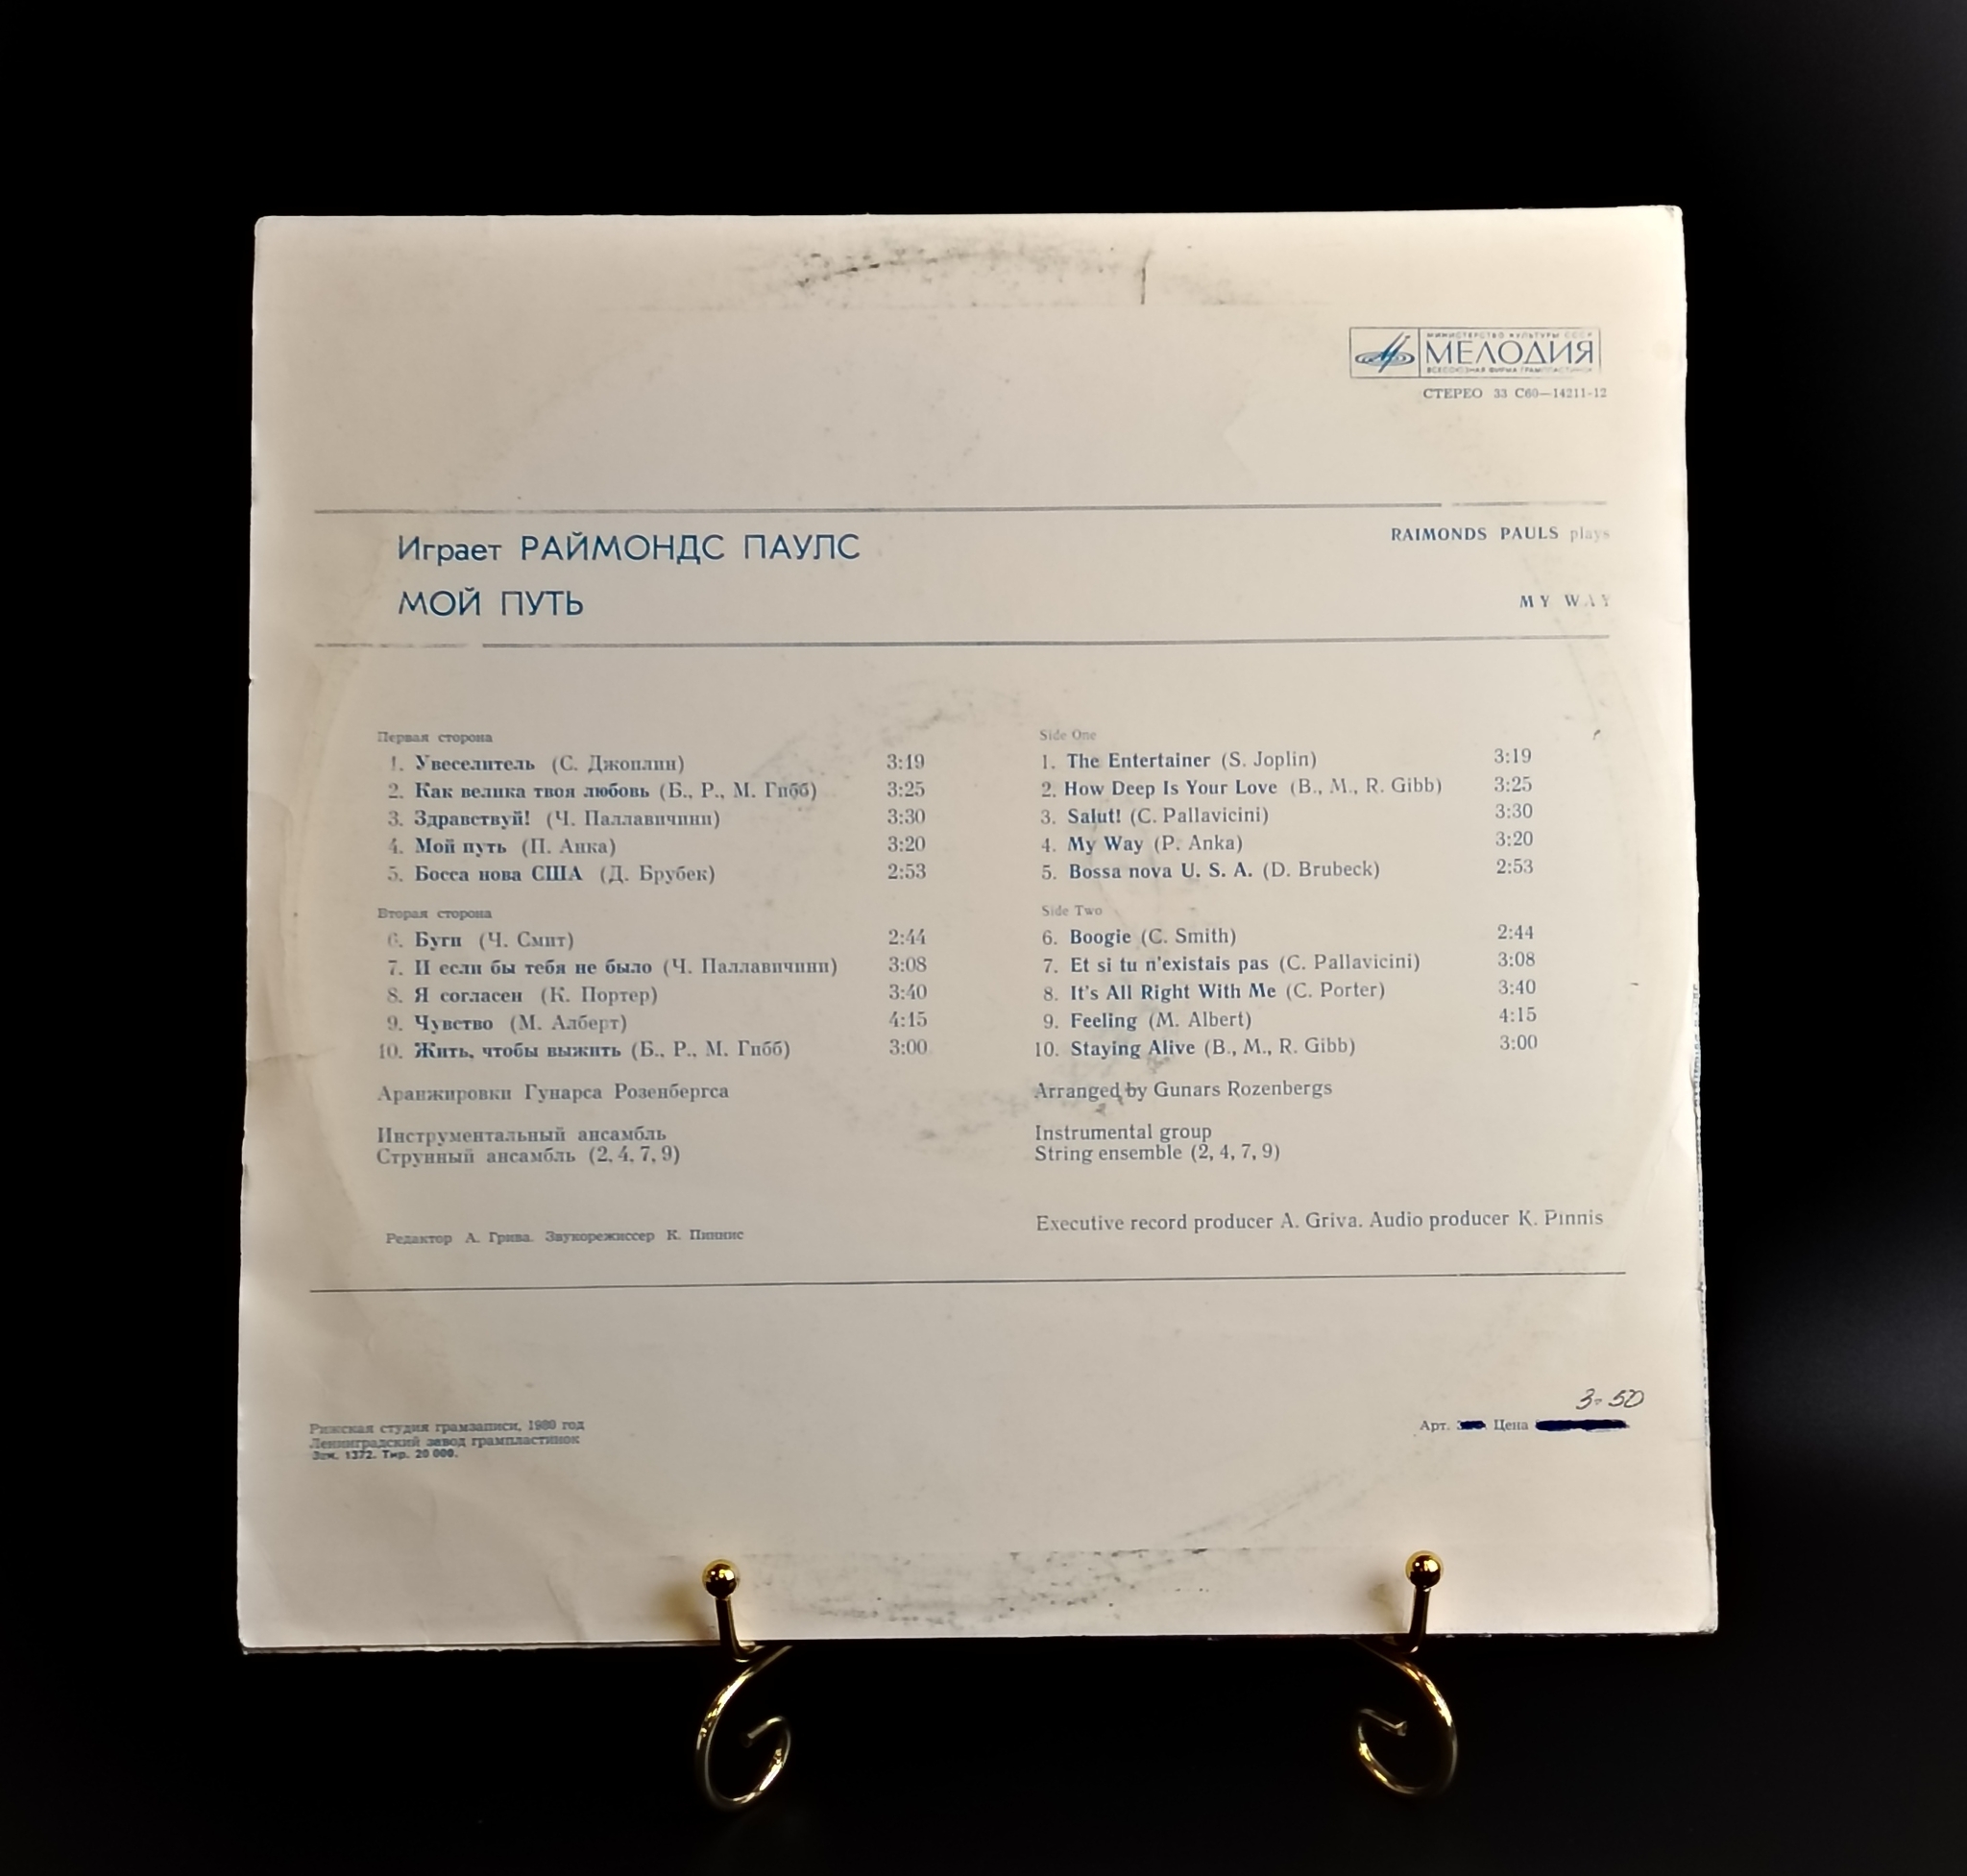 МИНИСТЕРСТВО КУЛЬТУРЫ СССР
МЕЛОДИЯ
ВСЕСОЮЗНАЯ ФИРМА ГРАМПЛАСТИНОК
СТЕРЕО 33 С60—14211-12
Играет РАЙМОНДС ПАУЛС
МОЙ ПУТЬ
RAIMONDS PAULS plays
MY WAY
Первая сторона
1. Увеселитель (С. Джоплин) 3:19
2. Как велика твоя любовь (Б., Р., М. Гибб) 3:25
3. Здравствуй! (Ч. Паллавичини) 3:30
4. Мой путь (П. Анка) 3:20
5. Босса нова США (Д. Брубек) 2:53
Вторая сторона
6. Буги (Ч. Смит) 2:44
7. И если бы тебя не было (Ч. Паллавичини) 3:08
8. Я согласен (К. Портер) 3:40
9. Чувство (М. Алберт) 4:15
10. Жить, чтобы выжить (Б., Р., М. Гибб) 3:00
Аранжировки Гунарса Розенбергса
Инструментальный ансамбль
Струнный ансамбль (2, 4, 7, 9)
Редактор А. Грива. Звукорежиссер К. Пиннис
Side One
1. The Entertainer (S. Joplin) 3:19
2. How Deep Is Your Love (B., M., R. Gibb) 3:25
3. Salut! (C. Pallavicini) 3:30
4. My Way (P. Anka) 3:20
5. Bossa nova U. S. A. (D. Brubeck) 2:53
Side Two
6. Boogie (C. Smith) 2:44
7. Et si tu n'existais pas (C. Pallavicini) 3:08
8. It's All Right With Me (C. Porter) 3:40
9. Feeling (M. Albert) 4:15
10. Staying Alive (B., M., R. Gibb) 3:00
Arranged by Gunars Rozenbergs
Instrumental group
String ensemble (2, 4, 7, 9)
Executive record producer A. Griva. Audio producer K. Pinnis
Рижская студия грамзаписи, 1980 год
Ленинградский завод грампластинок
Зак. 1372. Тир. 20 000.
3-50
Арт. Цена